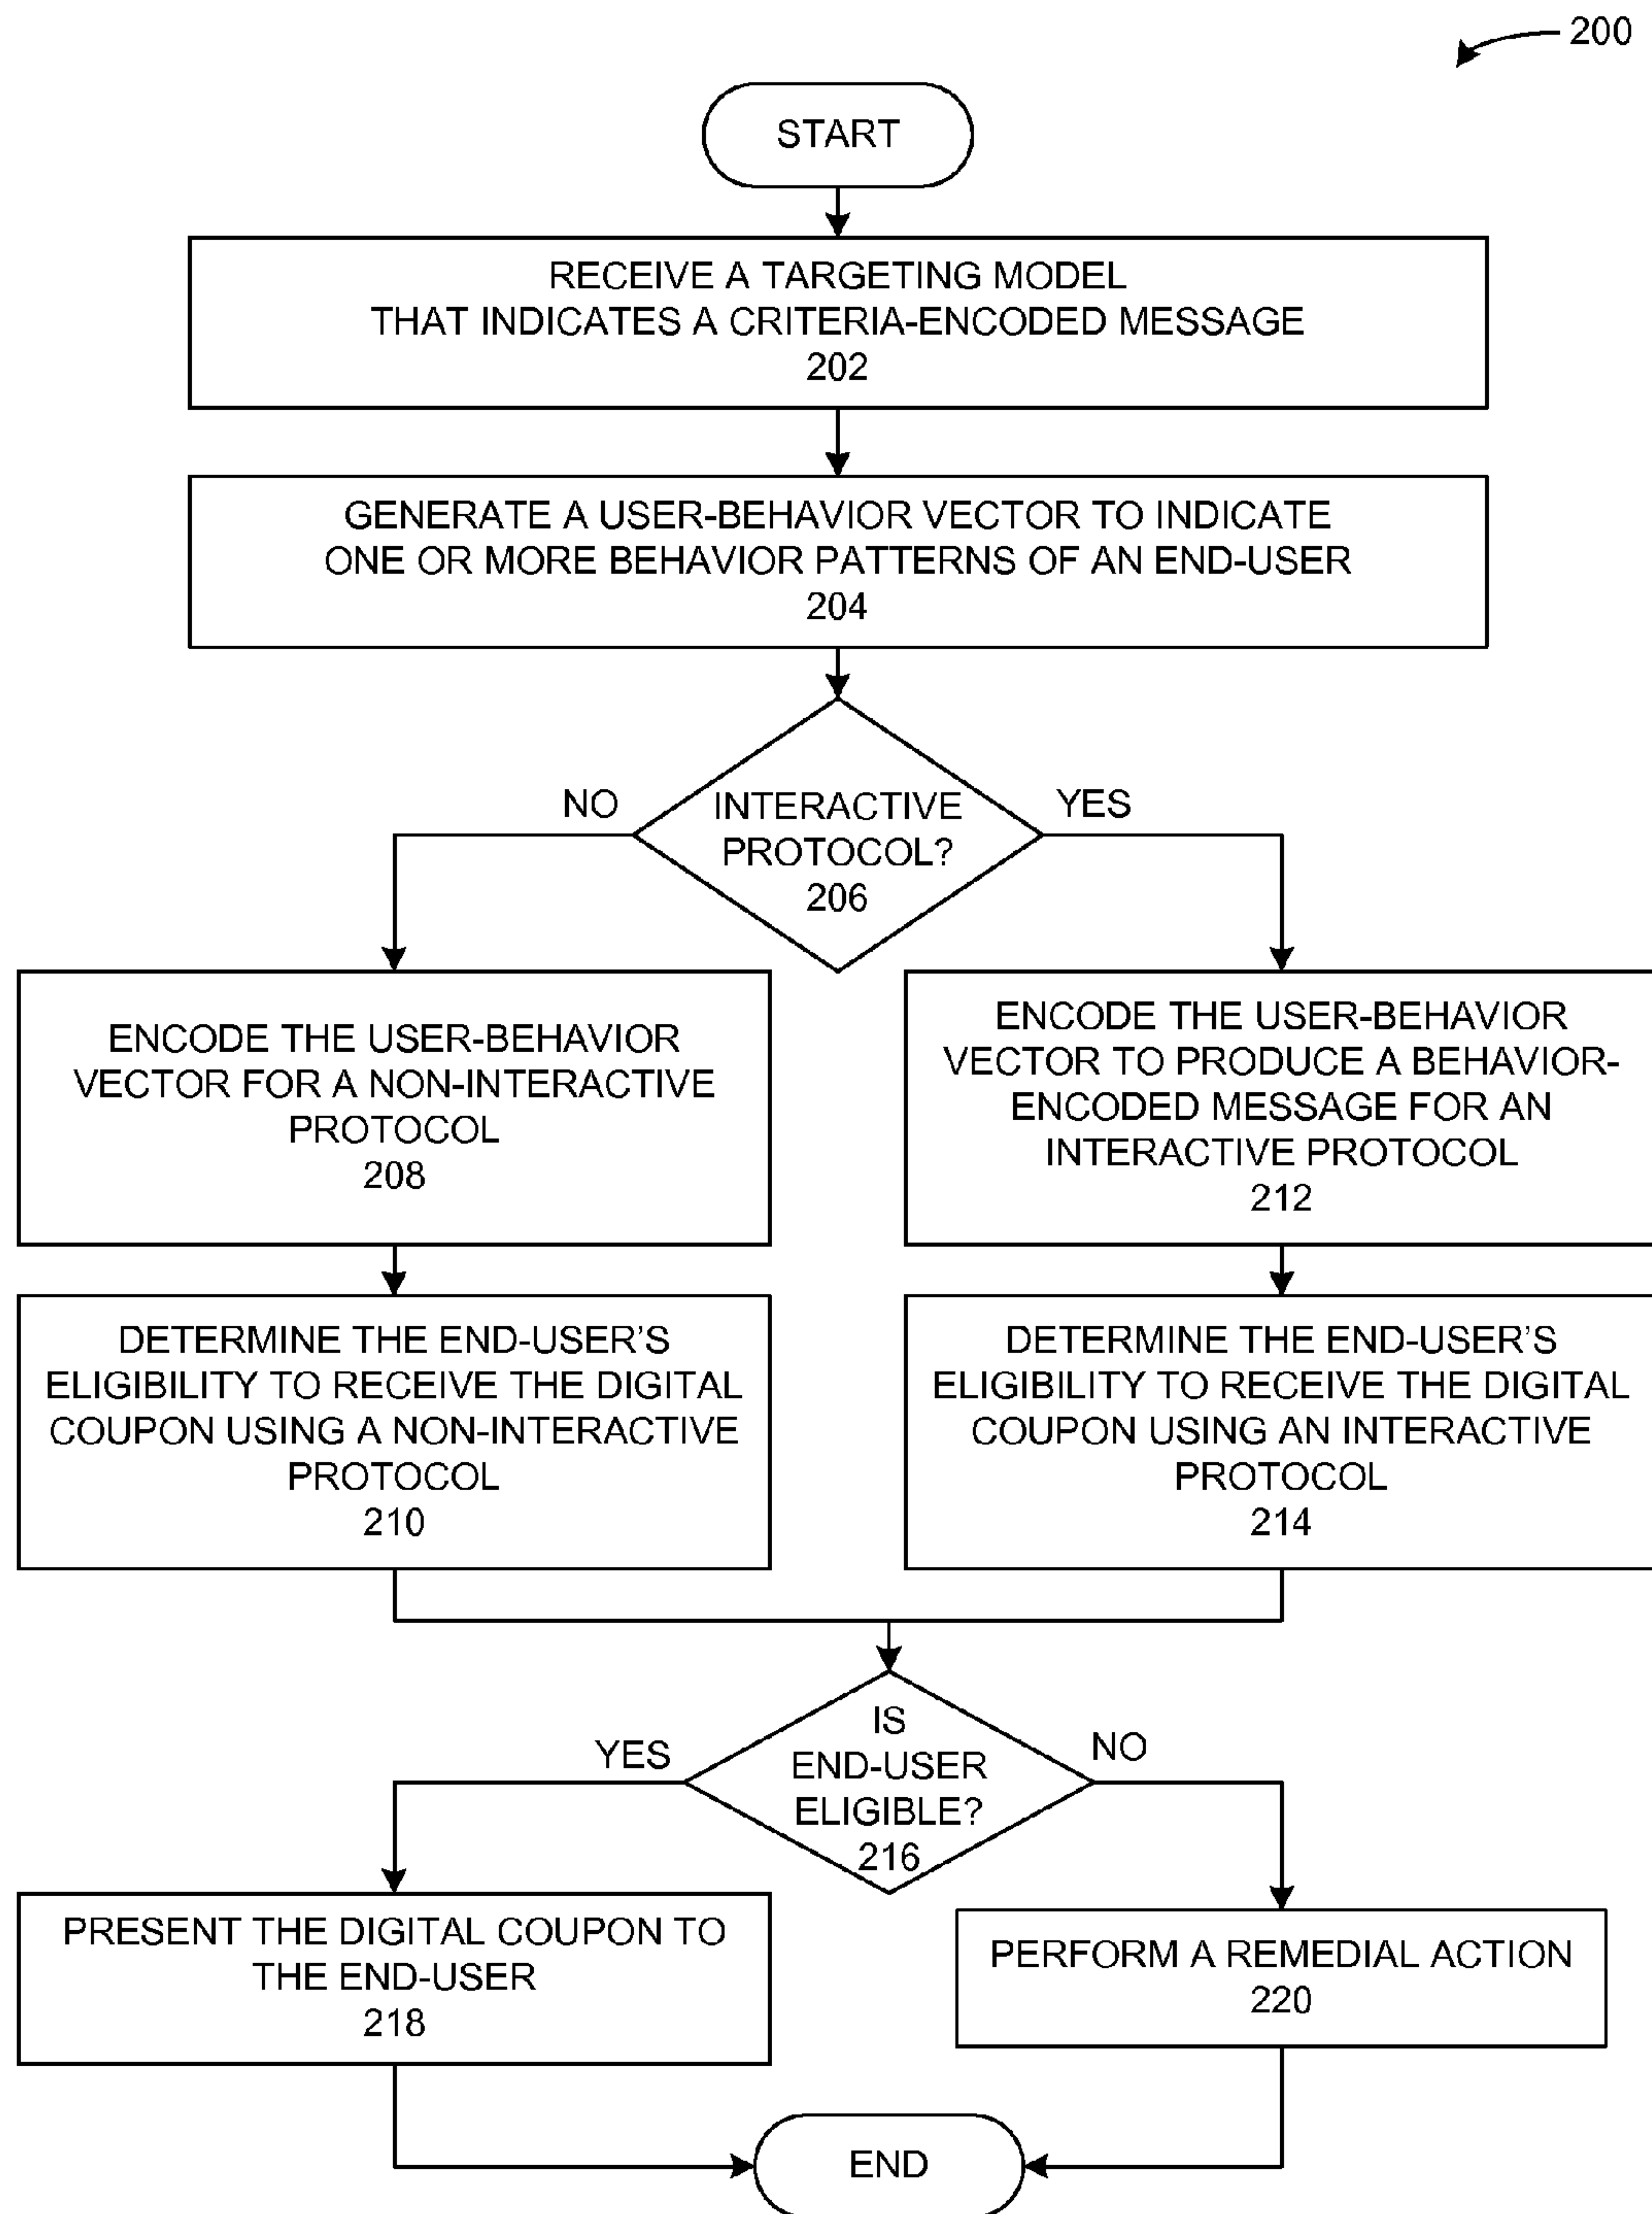 200
START
RECEIVE A TARGETING MODEL
THAT INDICATES A CRITERIA-ENCODED MESSAGE
202
GENERATE A USER-BEHAVIOR VECTOR TO INDICATE
ONE OR MORE BEHAVIOR PATTERNS OF AN END-USER
204
NO
YES
INTERACTIVE
PROTOCOL?
206
ENCODE THE USER-BEHAVIOR
VECTOR FOR A NON-INTERACTIVE
PROTOCOL
208
ENCODE THE USER-BEHAVIOR
VECTOR TO PRODUCE A BEHAVIOR-
ENCODED MESSAGE FOR AN
INTERACTIVE PROTOCOL
212
DETERMINE THE END-USER'S
ELIGIBILITY TO RECEIVE THE DIGITAL
COUPON USING A NON-INTERACTIVE
PROTOCOL
210
DETERMINE THE END-USER'S
ELIGIBILITY TO RECEIVE THE DIGITAL
COUPON USING AN INTERACTIVE
PROTOCOL
214
YES
NO
IS
END-USER
ELIGIBLE?
216
PRESENT THE DIGITAL COUPON TO
THE END-USER
218
PERFORM A REMEDIAL ACTION
220
END